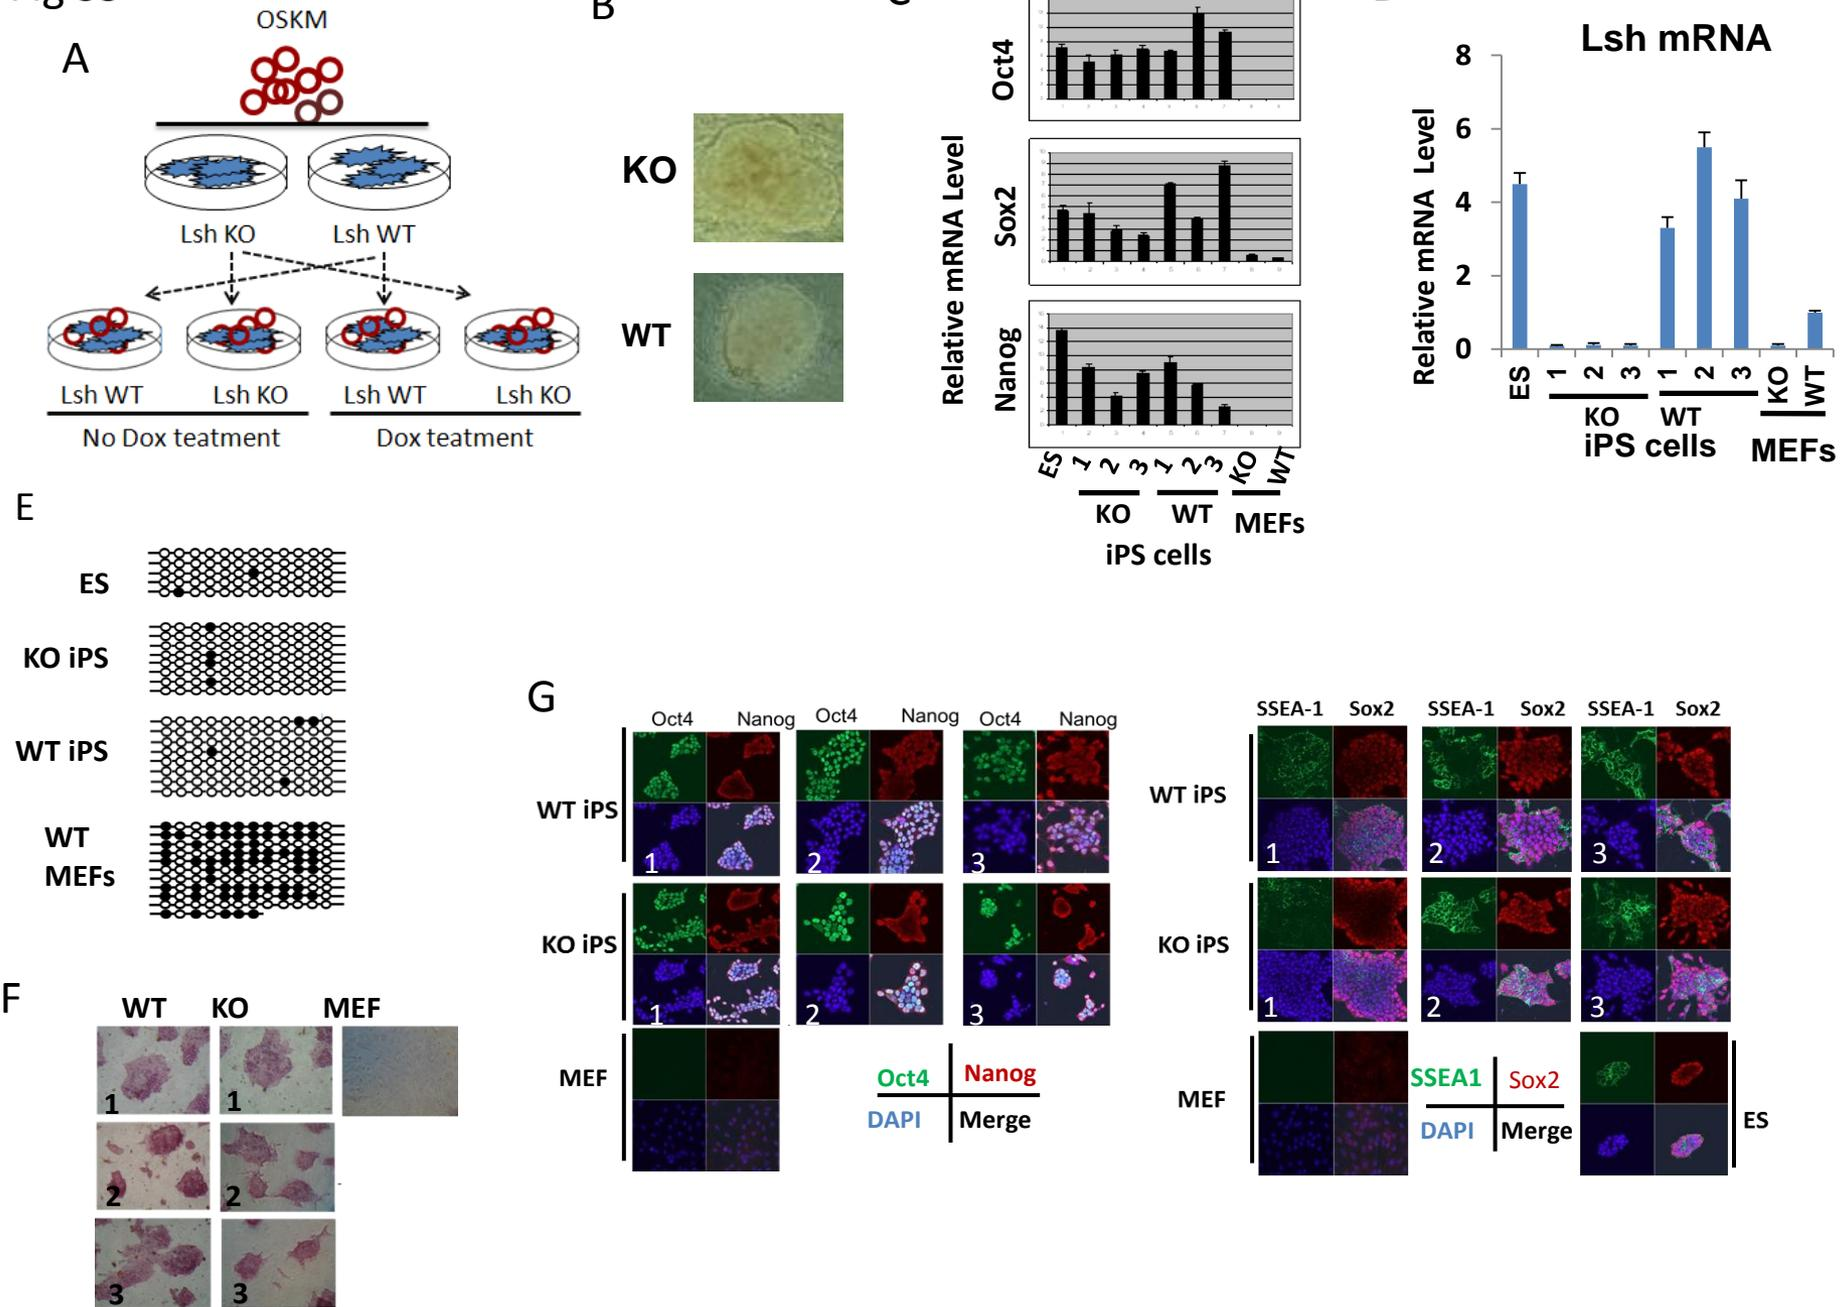 OSKM
A
Lsh KO
Lsh WT
Lsh WT
Lsh KO
Lsh WT
Lsh KO
No Dox teatment
Dox teatment
B
KO
WT
Relative mRNA Level
Oct4
Sox2
Nanog
ES
1
2
3
1
2
3
KO
WT
KO
WT
MEFs
iPS cells
Lsh mRNA
Relative mRNA Level
8
6
4
2
0
ES
1
2
3
1
2
3
KO
WT
KO
WT
iPS cells
MEFs
E
ES
KO iPS
WT iPS
WT
MEFs
F
WT
KO
MEF
1
1
2
2
3
3
G
Oct4
Nanog
Oct4
Nanog
Oct4
Nanog
WT iPS
1
2
3
KO iPS
1
2
3
MEF
Oct4
Nanog
DAPI
Merge
SSEA-1
Sox2
SSEA-1
Sox2
SSEA-1
Sox2
WT iPS
1
2
3
KO iPS
1
2
3
MEF
SSEA1
Sox2
DAPI
Merge
ES